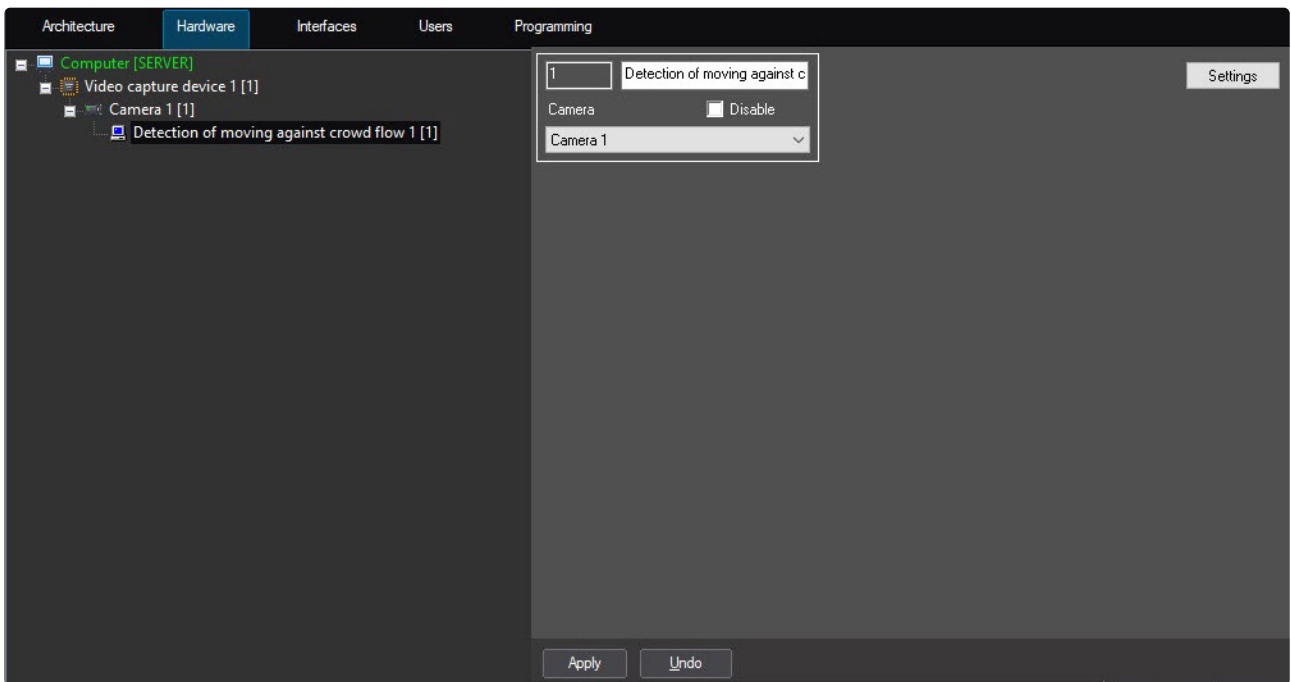 Architecture Hardware Interfaces Users Programming
Computer [SERVER]
Video capture device 1 [1]
Camera 1 [1]
Detection of moving against crowd flow 1 [1]
1 Detection of moving against c
Camera Disable
Camera 1
Settings
Apply Undo